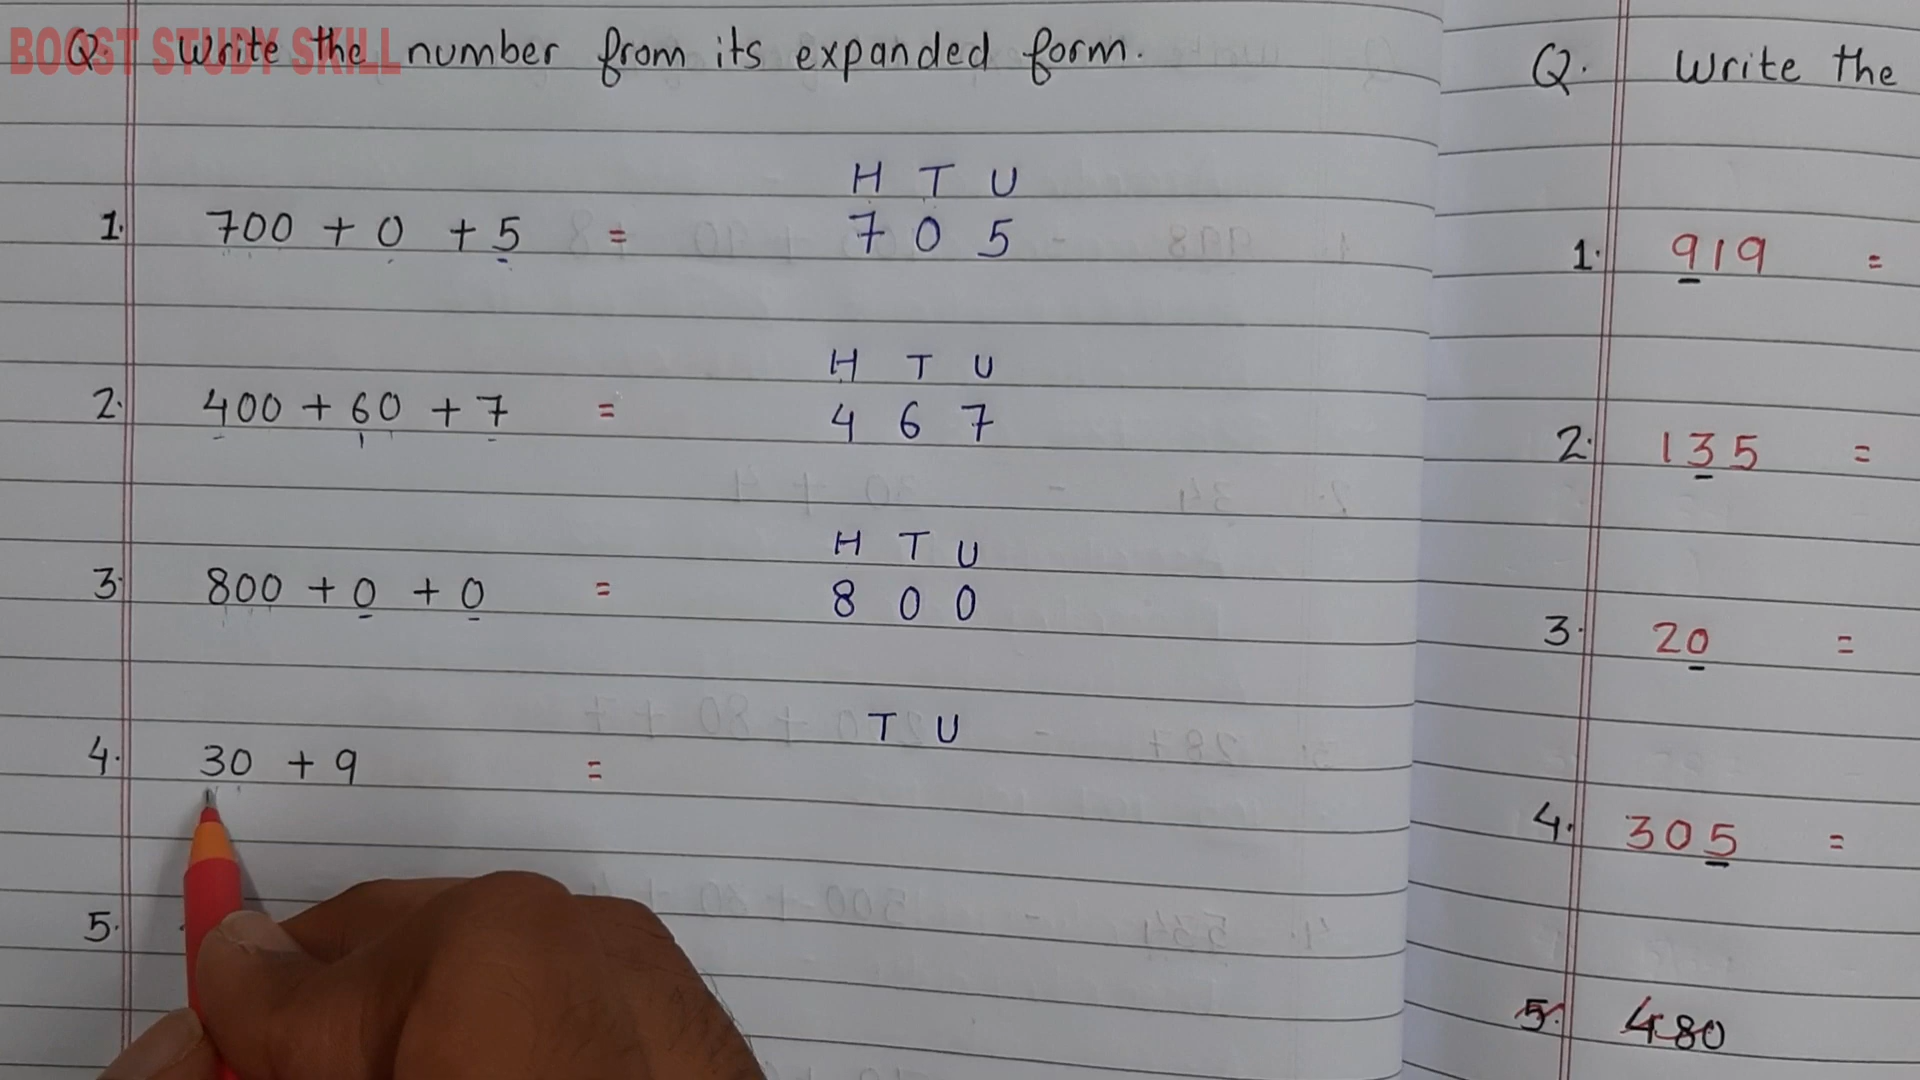 BOOST STUDY SKILL
Q. Write the number from its expanded form.
H T U
1. 700 + 0 + 5 = 7 0 5
H T U
2. 400 + 60 + 7 = 4 6 7
H T U
3. 800 + 0 + 0 = 8 0 0
T U
4. 30 + 9 =
5.
Q. Write the
1. 919 =
2. 135 =
3. 20 =
4. 305 =
5. 480